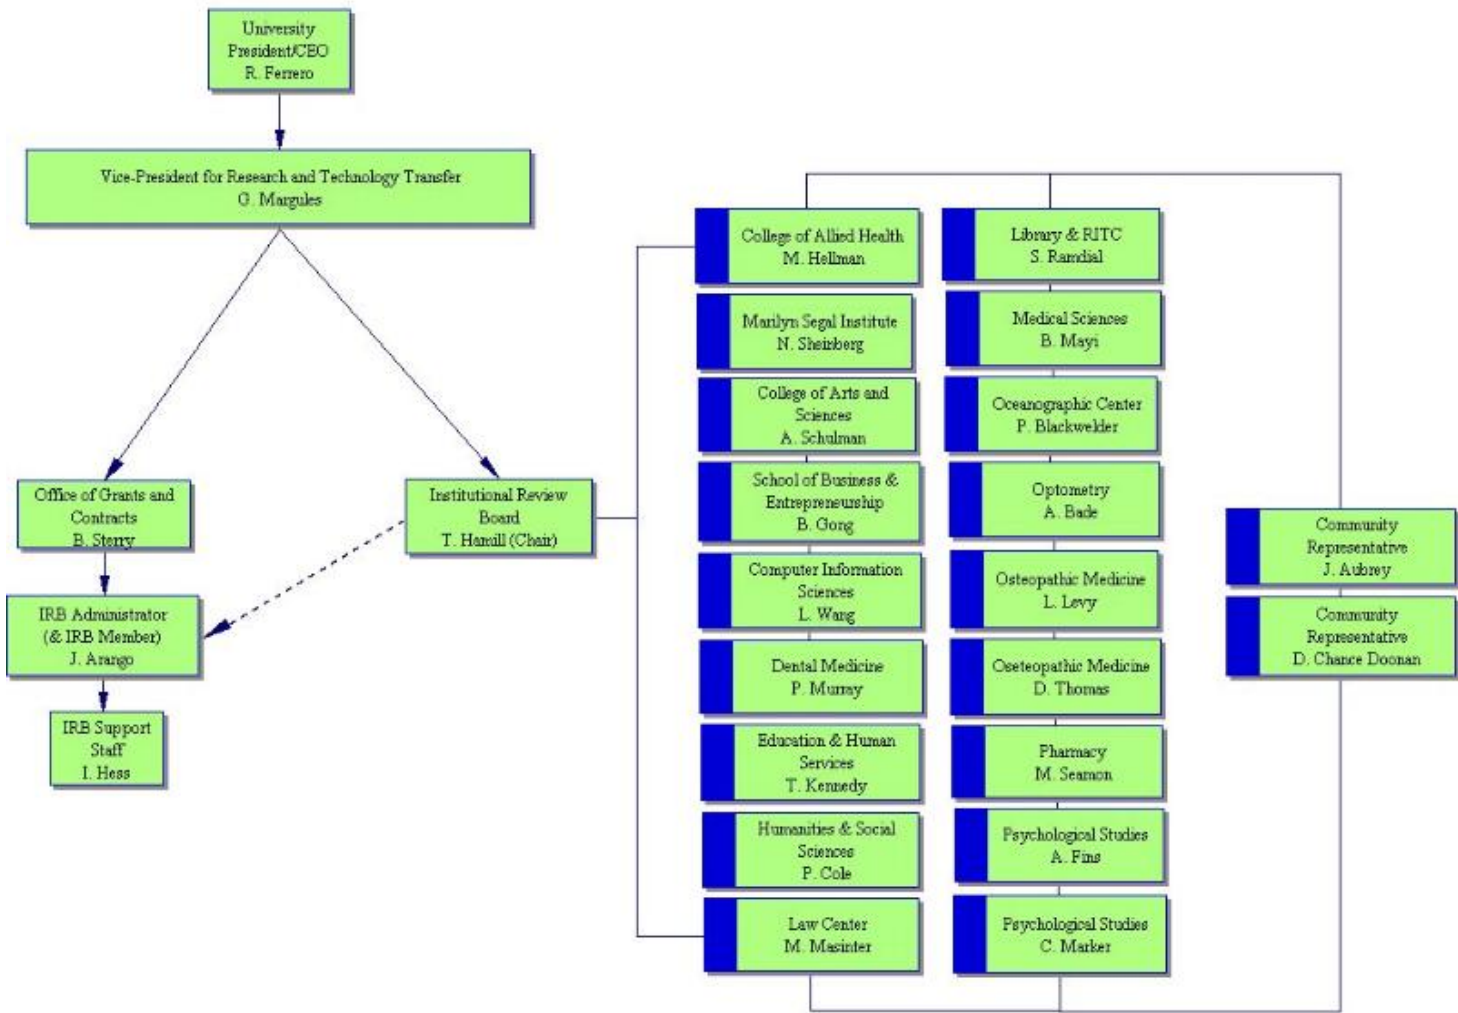 University
President/CEO
R. Ferrero
Vice-President for Research and Technology Transfer
G. Margules
Office of Grants and
Contracts
B. Sterry
IRB Administrator
(& IRB Member)
J. Arango
IRB Support
Staff
I. Hess
Institutional Review
Board
T. Hamill (Chair)
College of Allied Health
M. Hellman
Marilyn Segal Institute
N. Sheinberg
College of Arts and
Sciences
A. Schulman
School of Business &
Entrepreneurship
B. Gong
Computer Information
Sciences
L. Wang
Dental Medicine
P. Murray
Education & Human
Services
T. Kennedy
Humanities & Social
Sciences
P. Cole
Law Center
M. Masinter
Library & RITC
S. Ramdial
Medical Sciences
B. Mayi
Oceanographic Center
P. Blackwelder
Optometry
A. Bade
Osteopathic Medicine
L. Levy
Oseteopathic Medicine
D. Thomas
Pharmacy
M. Seamon
Psychological Studies
A. Fins
Psychological Studies
C. Marker
Community
Representative
J. Aubrey
Community
Representative
D. Chance Doonan